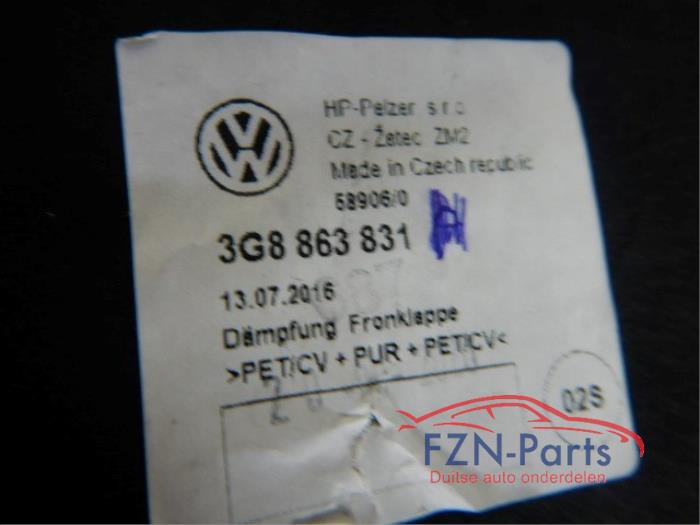 HP-Pelzer s.r.o
CZ - Žatec ZM2
Made in Czech republic
58906/0
3G8 863 831
13.07.2016
Dämpfung Fronklappe
>PET/CV + PUR + PET/CV<
02S
FZN-Parts
Duitse auto onderdelen